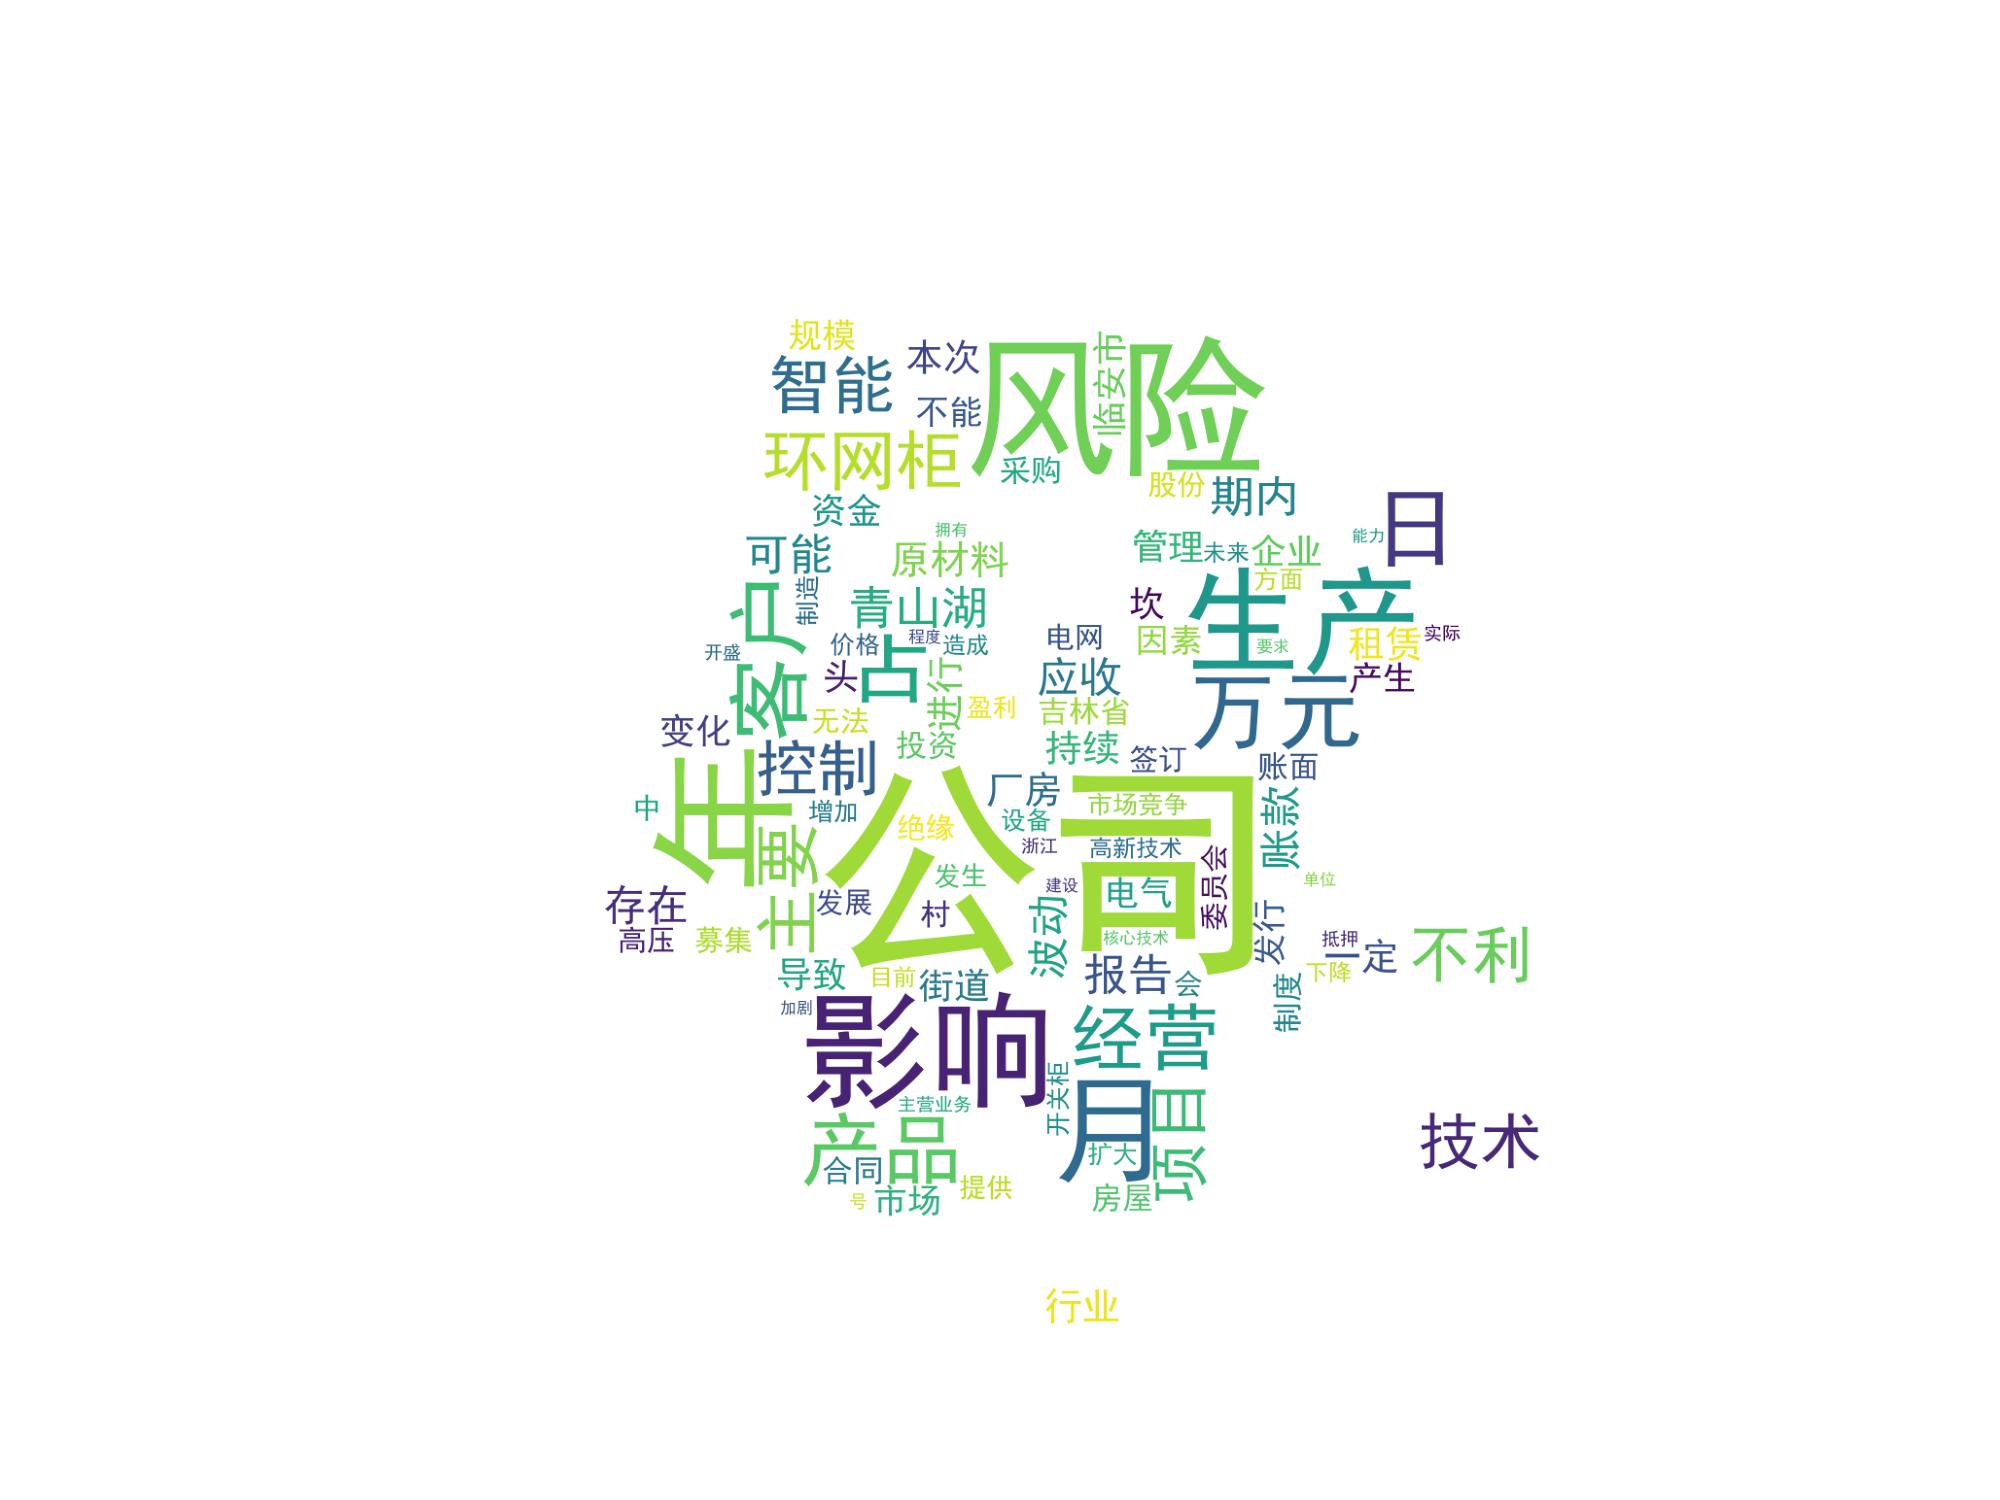 规模
本次
风险
临安市
智能
不能
环网柜
采购
股份
期内
日
资金
拥有
可能
原材料
管理
未来
企业
能力
方面
制造
青山湖
坎
生产
客户
开盛
价格
程度
造成
电网
因素
要求
租赁
实际
头
占
进行
应收
产生
变化
无法
盈利
吉林省
万元
控制
投资
持续
签订
账面
年
中
增加
公司
厂房
市场竞争
账款
主要
绝缘
设备
浙江
高新技术
委员会
发生
建设
电气
单位
存在
发展
村
波动
发行
高压
募集
核心技术
抵押
一定
不利
导致
目前
街道
报告
会
下降
制度
加剧
影响
经营
月
开关柜
项目
主营业务
产品
扩大
技术
合同
号
市场
提供
房屋
行业